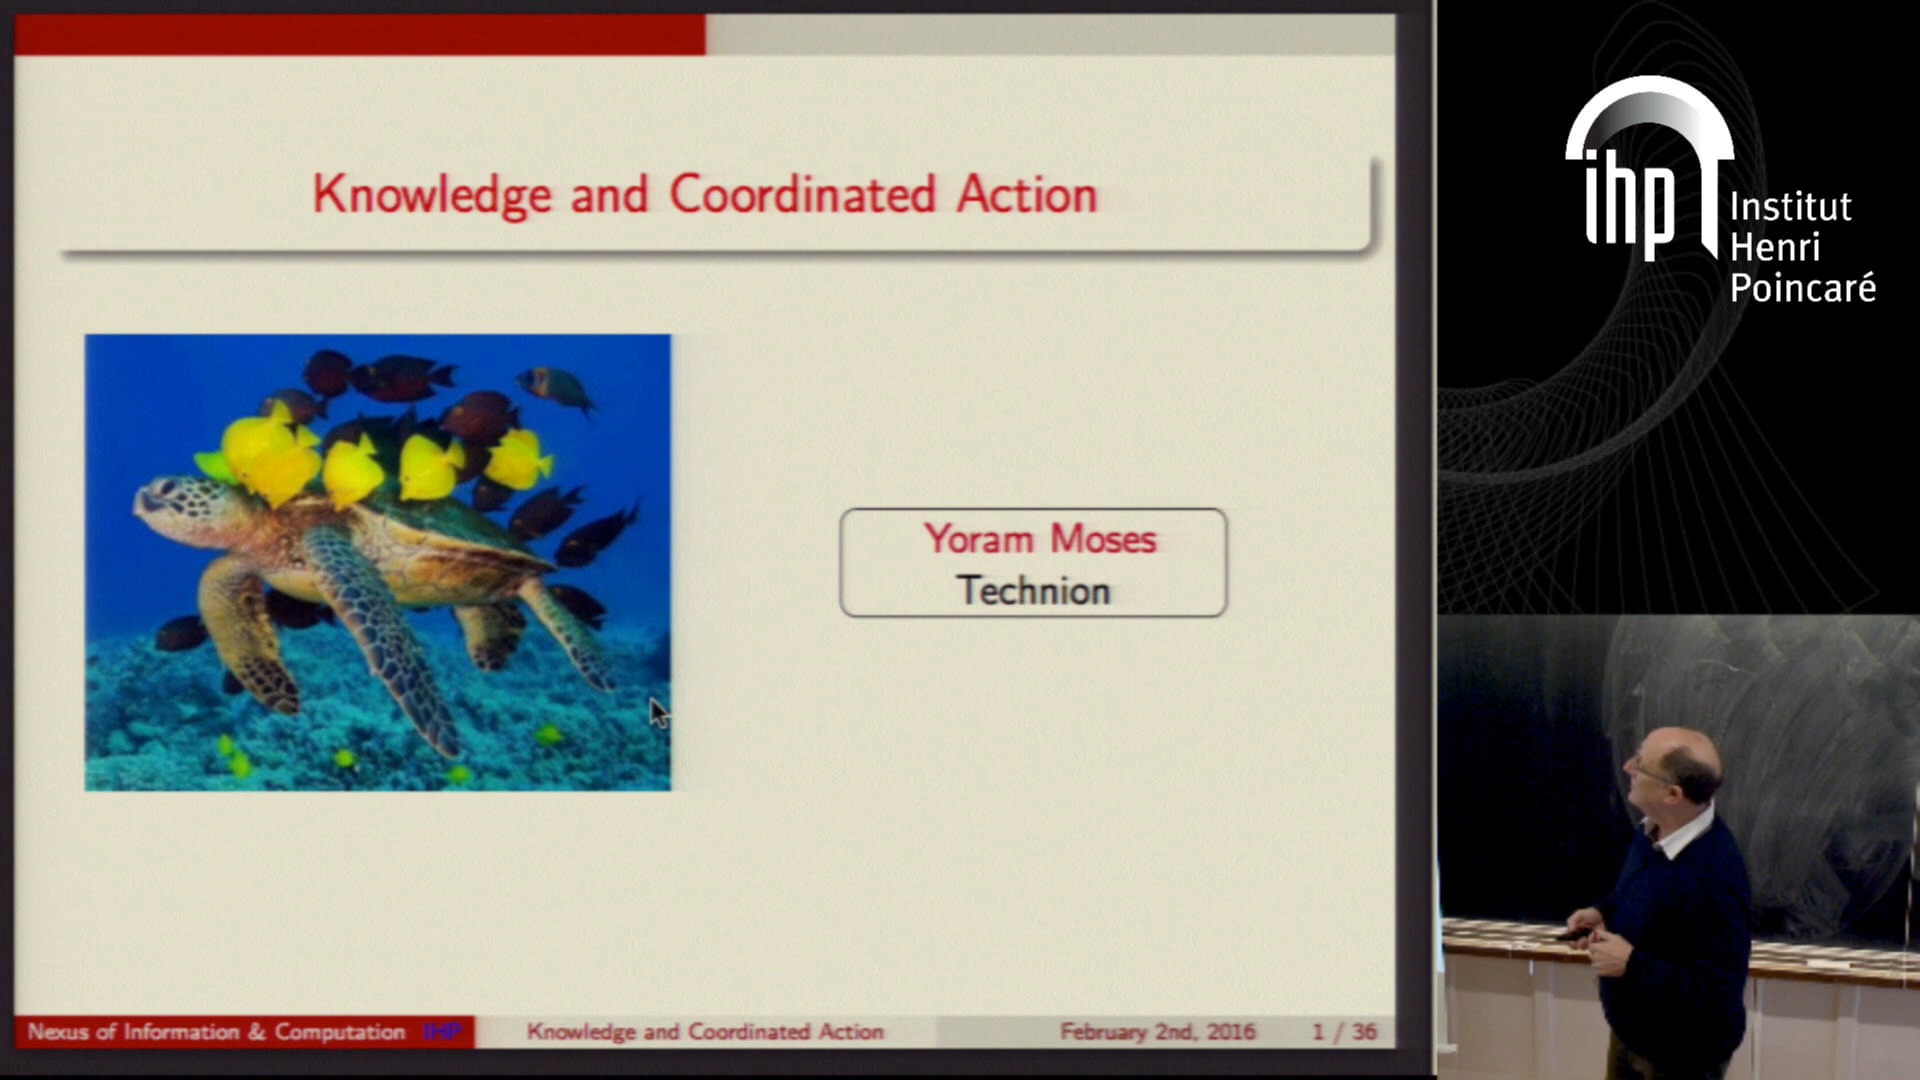 Knowledge and Coordinated Action
Yoram Moses
Technion
Nexus of Information & Computation IHP
Knowledge and Coordinated Action
February 2nd, 2016
1 / 36
ihp
Institut
Henri
Poincaré